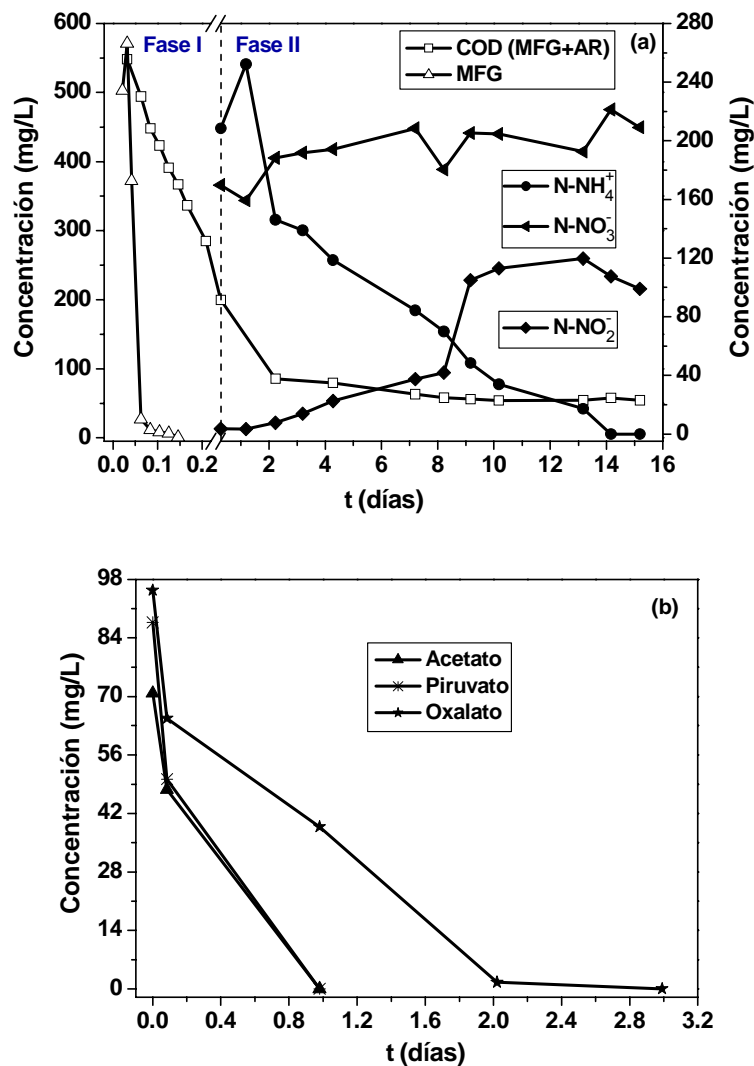 Fase I
Fase II
(a)
COD (MFG+AR)
MFG
N-NH₄⁺
N-NO₃⁻
N-NO₂⁻
Concentración (mg/L)
600
500
400
300
200
100
0
Concentración (mg/L)
280
240
200
160
120
80
40
0
0.0 0.1 0.2 2 4 6 8 10 12 14 16
t (días)
(b)
Acetato
Piruvato
Oxalato
Concentración (mg/L)
98
84
70
56
42
28
14
0
0.0 0.4 0.8 1.2 1.6 2.0 2.4 2.8 3.2
t (días)